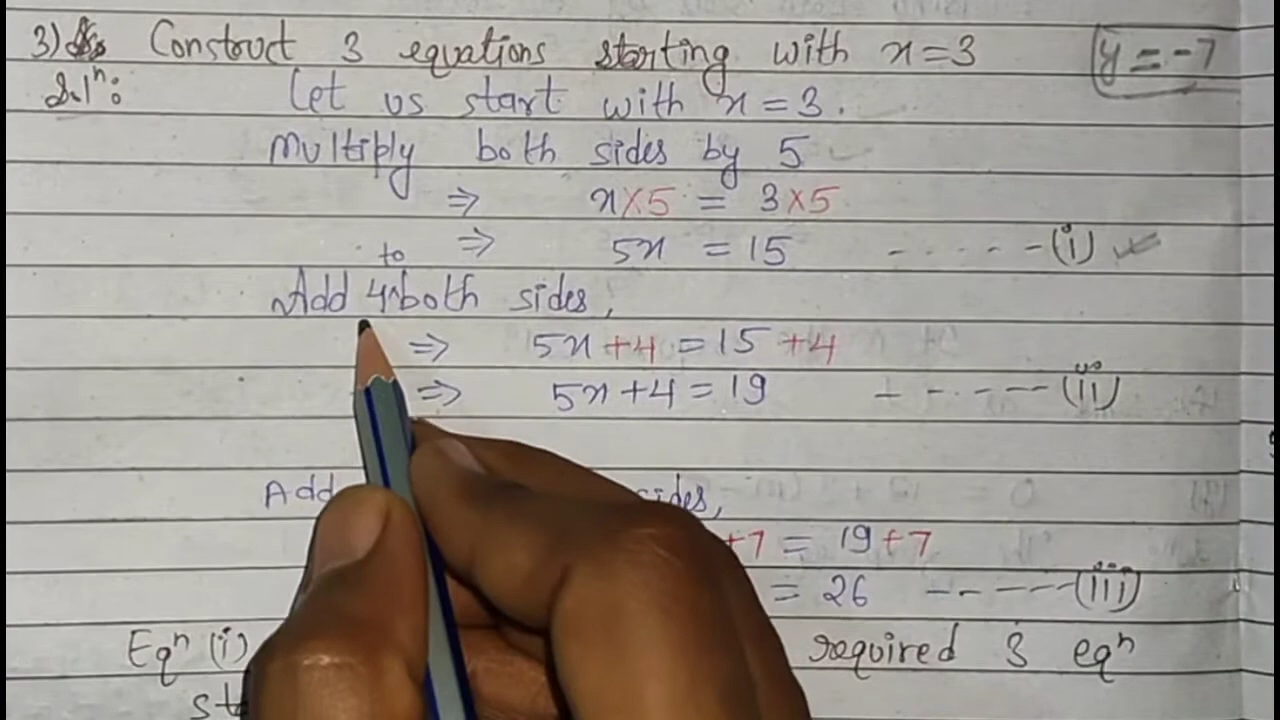 3) Construct 3 equations starting with x=3
y=-7
Solⁿ: Let us start with x=3.
Multiply both sides by 5
⇒ x×5 = 3×5
⇒ 5x = 15 - - - - - (i)
Add 4 to both sides,
⇒ 5x+4 = 15+4
⇒ 5x+4 = 19 - - - - - (ii)
Add sides,
+7 = 19+7
= 26 - - - - - (iii)
Eqⁿ (i) required 3 eqⁿ